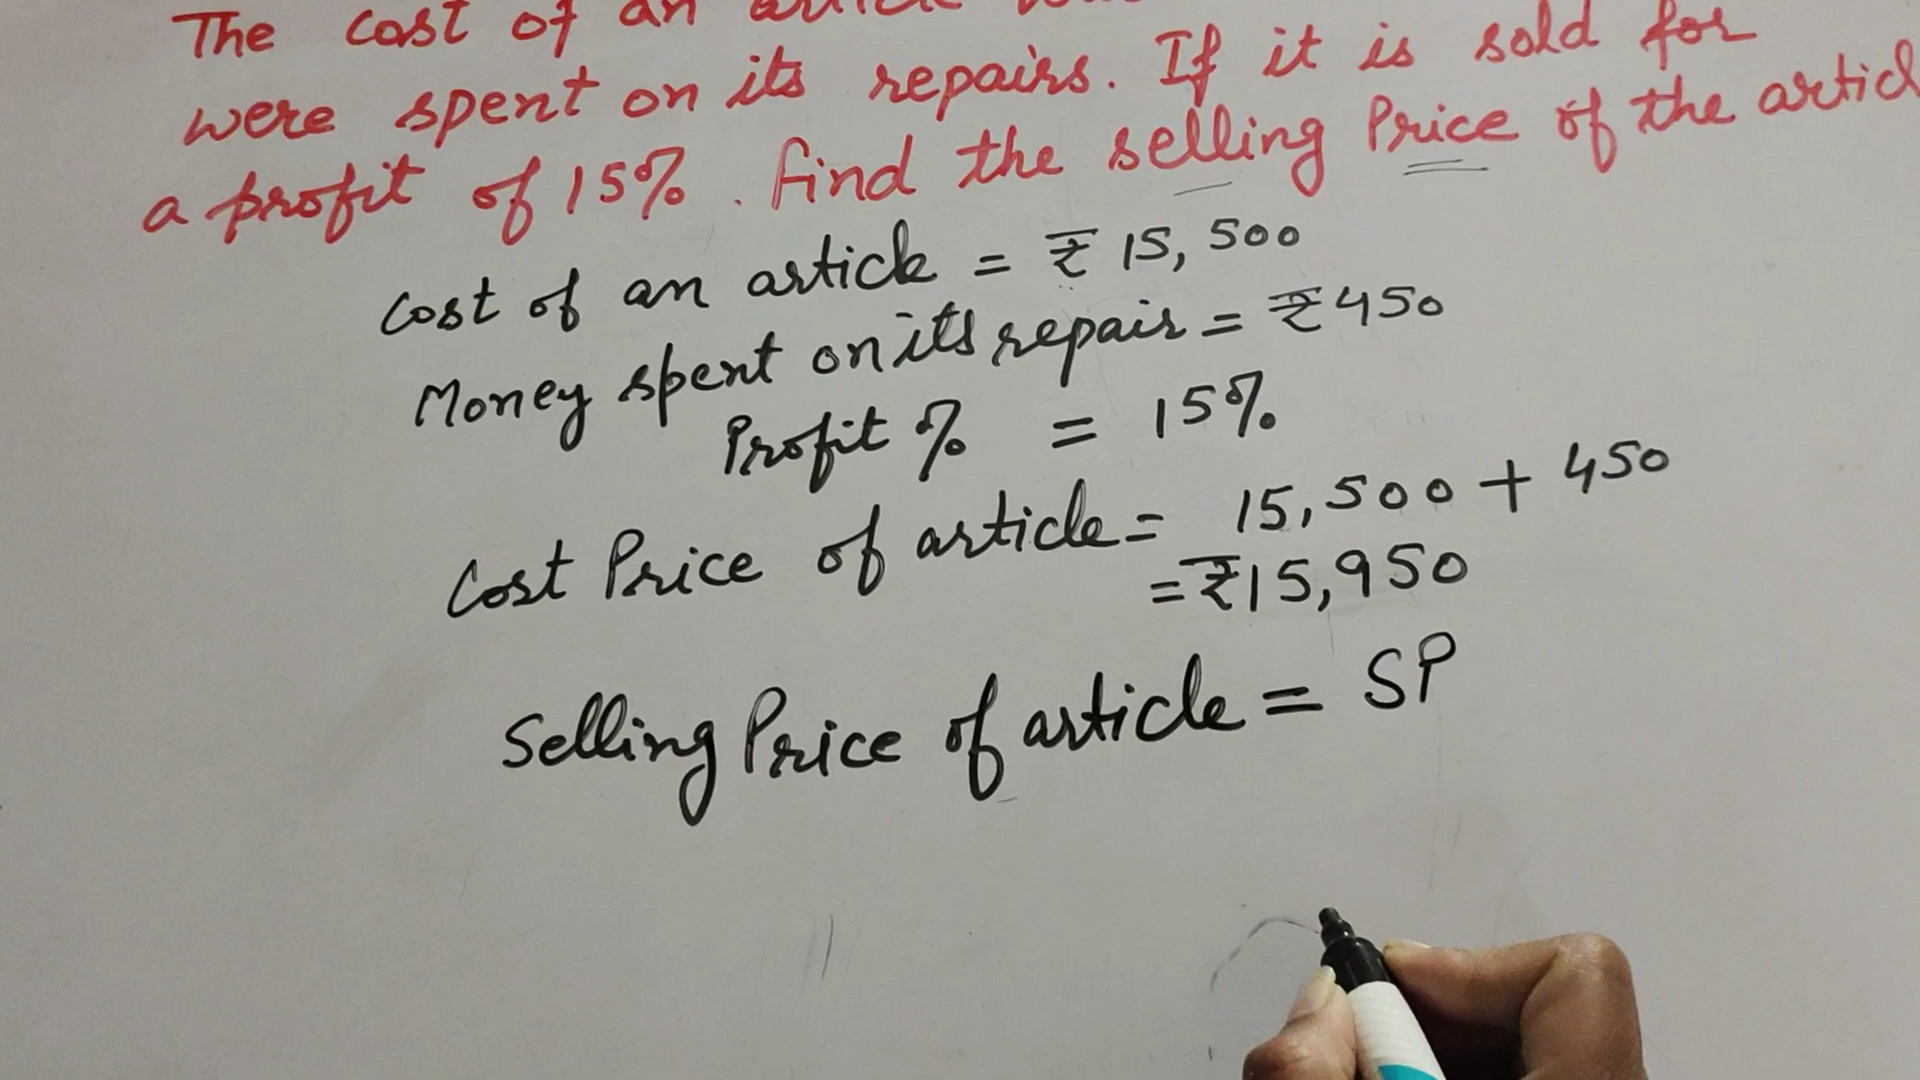 The cost of an article
were spent on its repairs. If it is sold for
a profit of 15%. Find the selling Price of the artic
Cost of an article = ₹ 15,500
Money spent on its repair = ₹450
Profit % = 15%
Cost Price of article = 15,500 + 450
= ₹15,950
Selling Price of article = SP